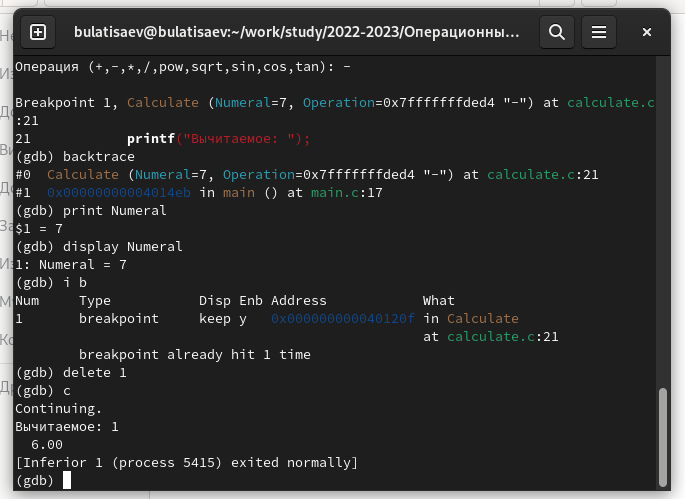 bulatisaev@bulatisaev:~/work/study/2022-2023/Операционны...
Операция (+,-,*,/,pow,sqrt,sin,cos,tan): -
Breakpoint 1, Calculate (Numeral=7, Operation=0x7fffffffded4 "-") at calculate.c
:21
21 printf("Вычитаемое: ");
(gdb) backtrace
#0 Calculate (Numeral=7, Operation=0x7fffffffded4 "-") at calculate.c:21
#1 0x00000000004014eb in main () at main.c:17
(gdb) print Numeral
$1 = 7
(gdb) display Numeral
1: Numeral = 7
(gdb) i b
Num Type Disp Enb Address What
1 breakpoint keep y 0x000000000040120f in Calculate
at calculate.c:21
breakpoint already hit 1 time
(gdb) delete 1
(gdb) c
Continuing.
Вычитаемое: 1
6.00
[Inferior 1 (process 5415) exited normally]
(gdb)